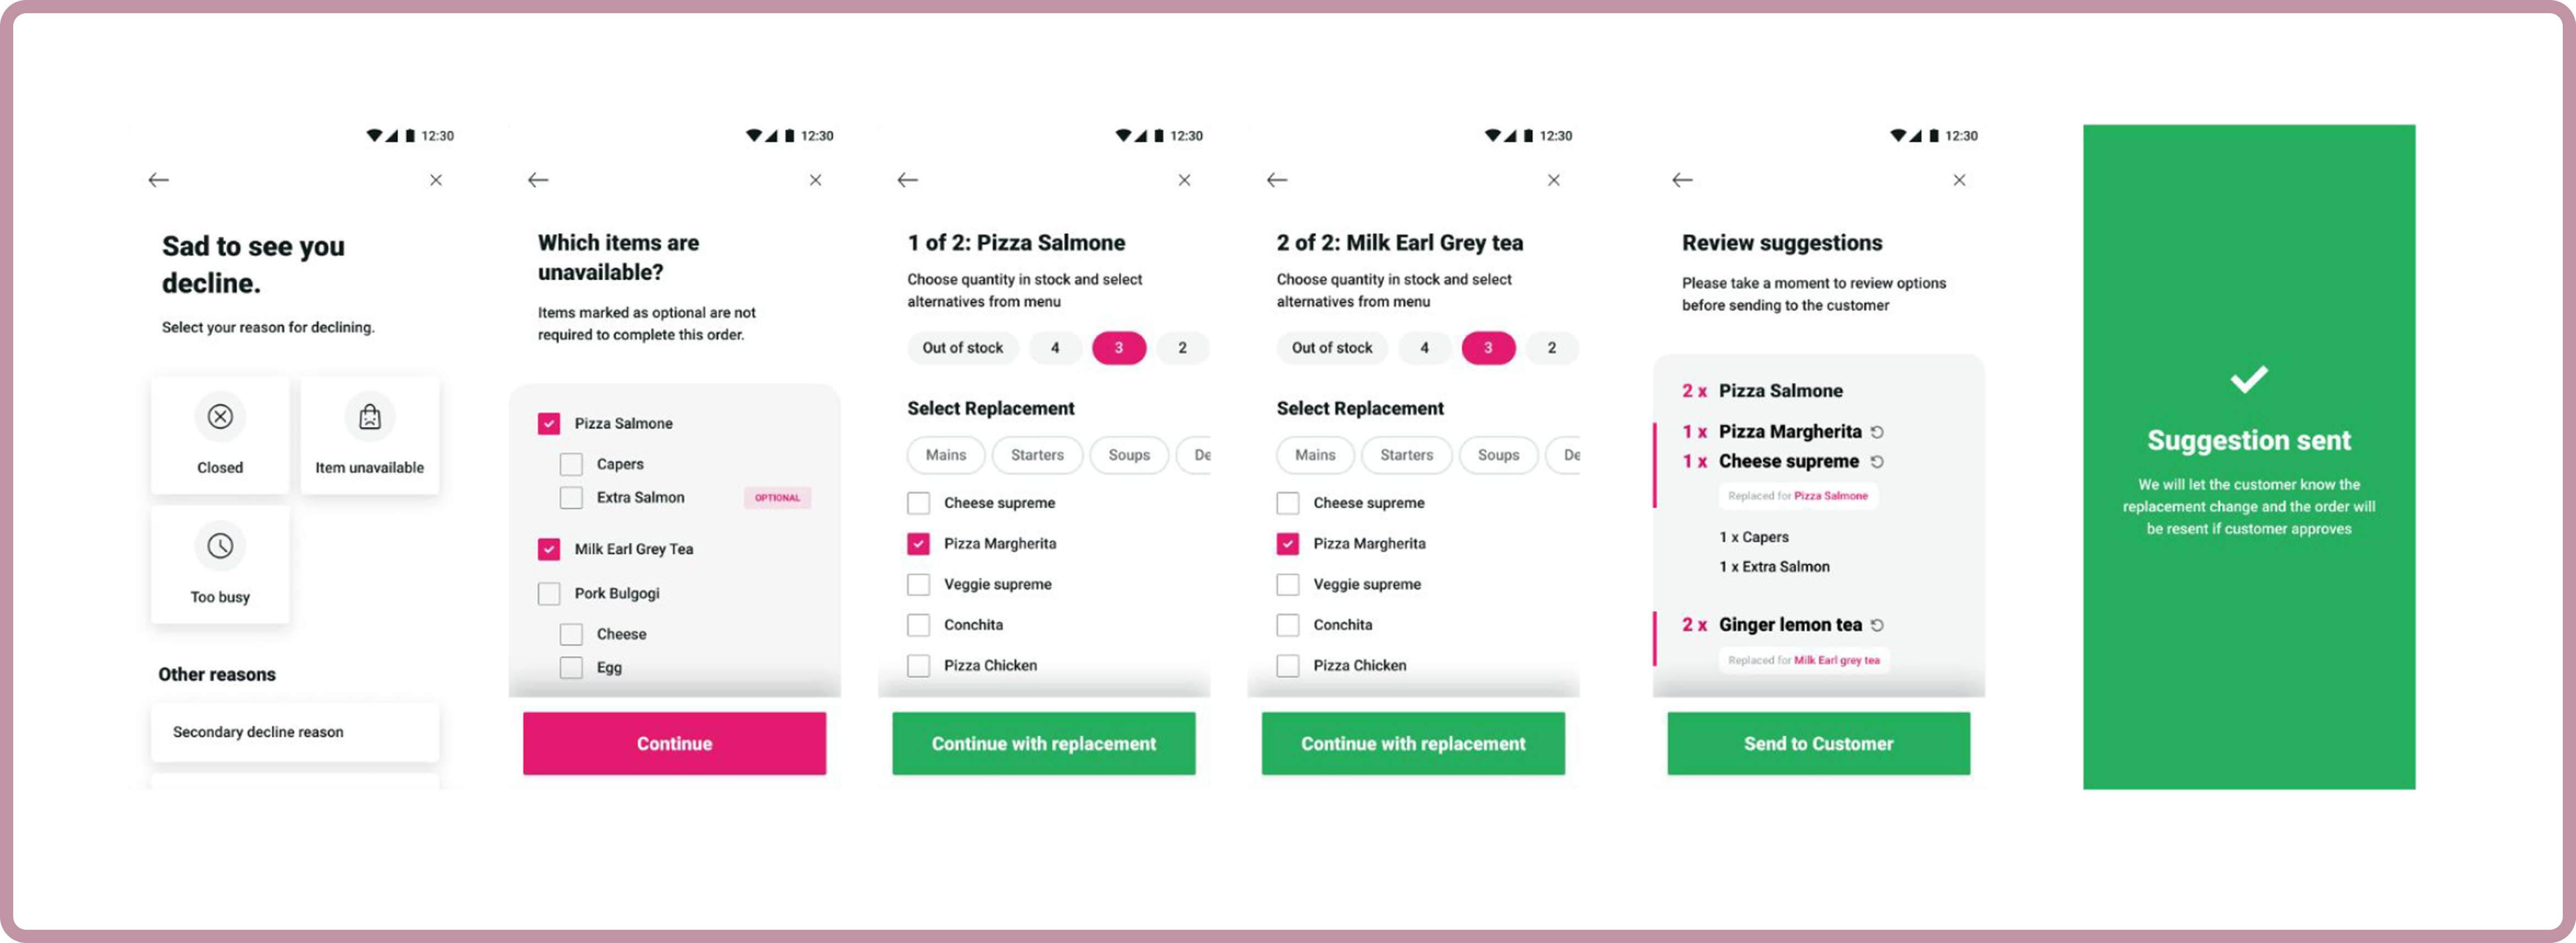 12:30
Sad to see you
decline.
Select your reason for declining.
Closed
Item unavailable
Too busy
Other reasons
Secondary decline reason
12:30
Which items are
unavailable?
Items marked as optional are not
required to complete this order.
Pizza Salmone
Capers
Extra Salmon
OPTIONAL
Milk Earl Grey Tea
Pork Bulgogi
Cheese
Egg
Continue
12:30
1 of 2: Pizza Salmone
Choose quantity in stock and select
alternatives from menu
Out of stock 4 3 2
Select Replacement
Mains Starters Soups De
Cheese supreme
Pizza Margherita
Veggie supreme
Conchita
Pizza Chicken
Continue with replacement
12:30
2 of 2: Milk Earl Grey tea
Choose quantity in stock and select
alternatives from menu
Out of stock 4 3 2
Select Replacement
Mains Starters Soups De
Cheese supreme
Pizza Margherita
Veggie supreme
Conchita
Pizza Chicken
Continue with replacement
12:30
Review suggestions
Please take a moment to review options
before sending to the customer
2 x Pizza Salmone
1 x Pizza Margherita
1 x Cheese supreme
Replaced for Pizza Salmone
1 x Capers
1 x Extra Salmon
2 x Ginger lemon tea
Replaced for Milk Earl grey tea
Send to Customer
Suggestion sent
We will let the customer know the
replacement change and the order will
be resent if customer approves